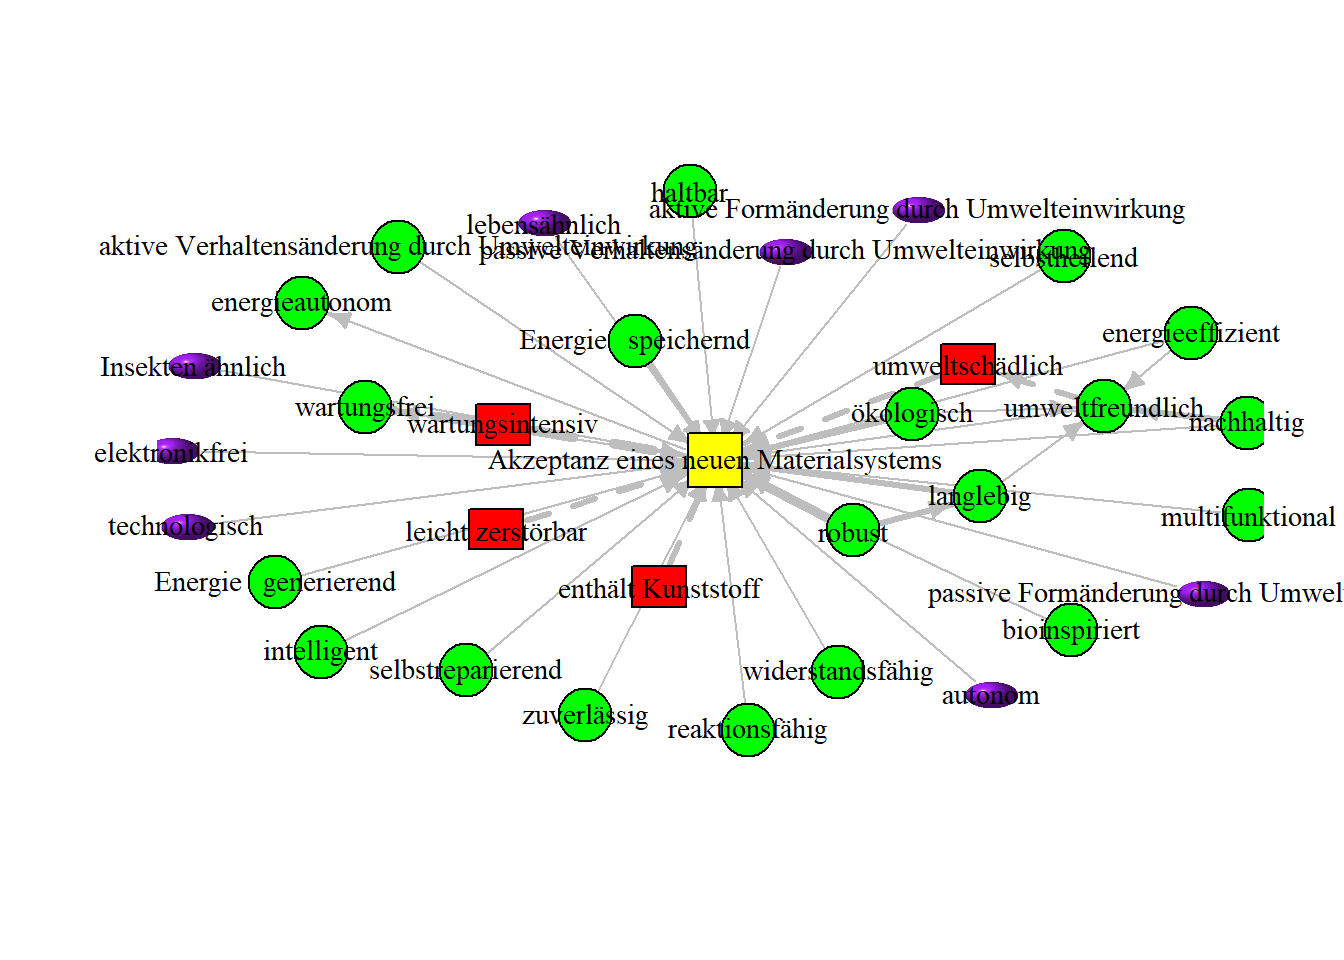 haltbar
aktive Formänderung durch Umwelteinwirkung
lebensähnlich
aktive Verhaltensänderung durch Umwelteinwirkung
passive Verhaltensänderung durch Umwelteinwirkung
selbstheilend
energieautonom
Energie speichernd
energieeffizient
Insekten ähnlich
umweltschädlich
wartungsfrei
wartungsintensiv
ökologisch
umweltfreundlich
nachhaltig
elektronikfrei
Akzeptanz eines neuen Materialsystems
langlebig
technologisch
leicht zerstörbar
robust
multifunktional
Energie generierend
enthält Kunststoff
passive Formänderung durch Umwel
intelligent
bioinspiriert
selbstreparierend
widerstandsfähig
autonom
zuverlässig
reaktionsfähig